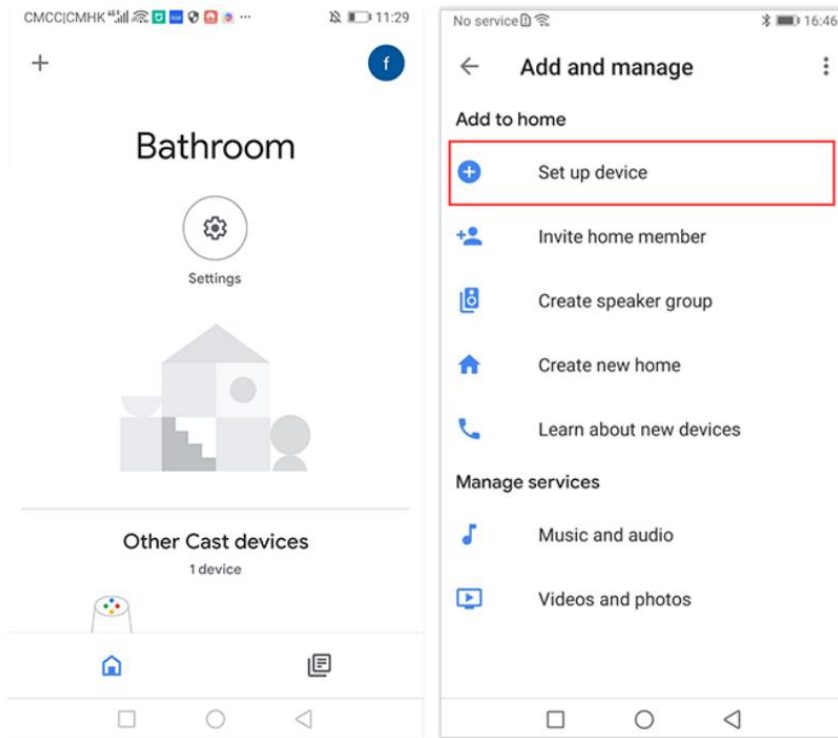 CMCC|CMHK 11:29
f
Bathroom
Settings
Other Cast devices
1 device
No service 16:46
Add and manage
Add to home
Set up device
Invite home member
Create speaker group
Create new home
Learn about new devices
Manage services
Music and audio
Videos and photos